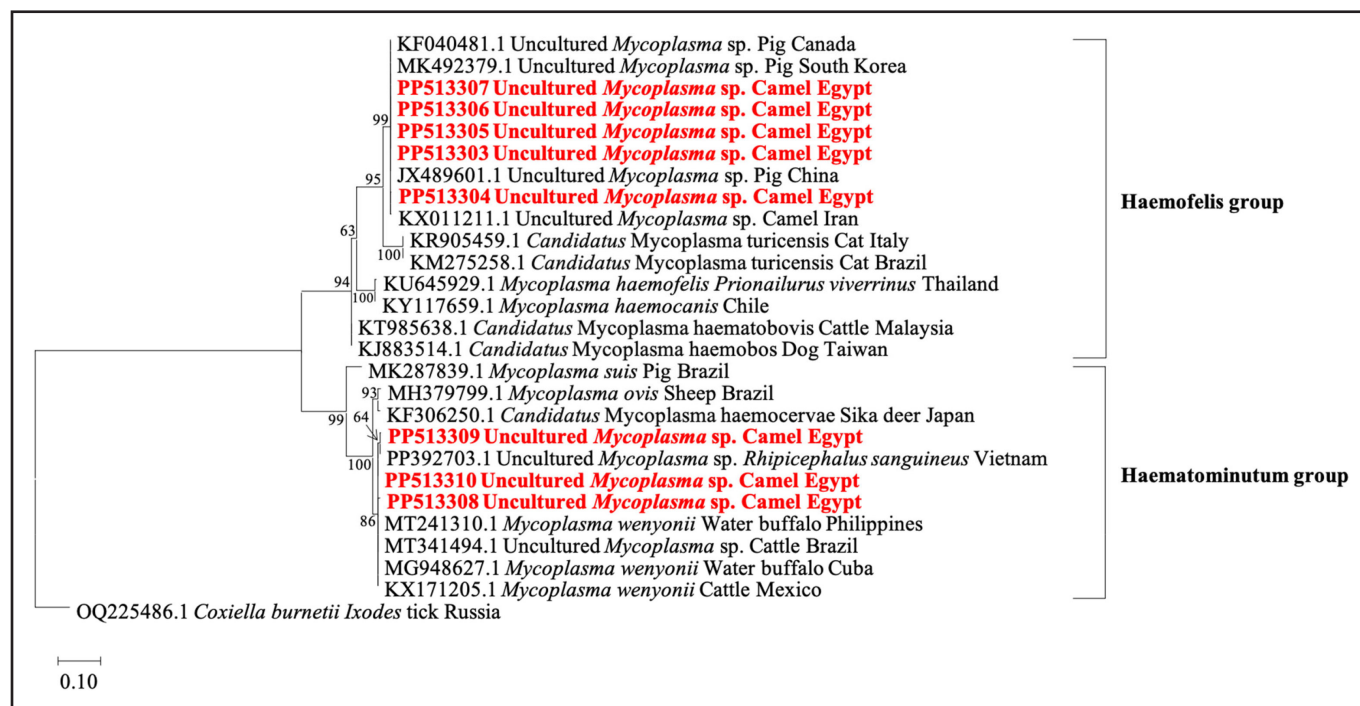 KF040481.1 Uncultured Mycoplasma sp. Pig Canada
MK492379.1 Uncultured Mycoplasma sp. Pig South Korea
PP513307 Uncultured Mycoplasma sp. Camel Egypt
PP513306 Uncultured Mycoplasma sp. Camel Egypt
99
PP513305 Uncultured Mycoplasma sp. Camel Egypt
PP513303 Uncultured Mycoplasma sp. Camel Egypt
JX489601.1 Uncultured Mycoplasma sp. Pig China
95
PP513304 Uncultured Mycoplasma sp. Camel Egypt
Haemofelis group
KX011211.1 Uncultured Mycoplasma sp. Camel Iran
63
KR905459.1 Candidatus Mycoplasma turicensis Cat Italy
100
KM275258.1 Candidatus Mycoplasma turicensis Cat Brazil
94
KU645929.1 Mycoplasma haemofelis Prionailurus viverrinus Thailand
100
KY117659.1 Mycoplasma haemocanis Chile
KT985638.1 Candidatus Mycoplasma haematobovis Cattle Malaysia
KJ883514.1 Candidatus Mycoplasma haemobos Dog Taiwan
MK287839.1 Mycoplasma suis Pig Brazil
93
MH379799.1 Mycoplasma ovis Sheep Brazil
99
64
KF306250.1 Candidatus Mycoplasma haemocervae Sika deer Japan
PP513309 Uncultured Mycoplasma sp. Camel Egypt
100
PP392703.1 Uncultured Mycoplasma sp. Rhipicephalus sanguineus Vietnam
Haematominutum group
PP513310 Uncultured Mycoplasma sp. Camel Egypt
PP513308 Uncultured Mycoplasma sp. Camel Egypt
86
MT241310.1 Mycoplasma wenyonii Water buffalo Philippines
MT341494.1 Uncultured Mycoplasma sp. Cattle Brazil
MG948627.1 Mycoplasma wenyonii Water buffalo Cuba
KX171205.1 Mycoplasma wenyonii Cattle Mexico
OQ225486.1 Coxiella burnetii Ixodes tick Russia
0.10